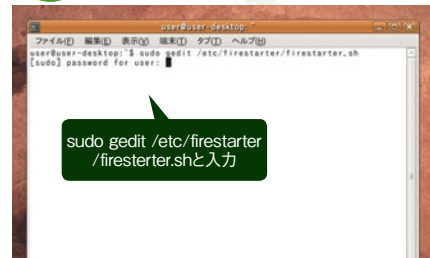 user@user-desktop: ~
ファイル(F) 編集(E) 表示(V) 端末(T) タブ(T) ヘルプ(H)
user@user-desktop:~$ sudo gedit /etc/firestarter/firestarter.sh
[sudo] password for user:
sudo gedit /etc/firestarter
/firesterter.shと入力